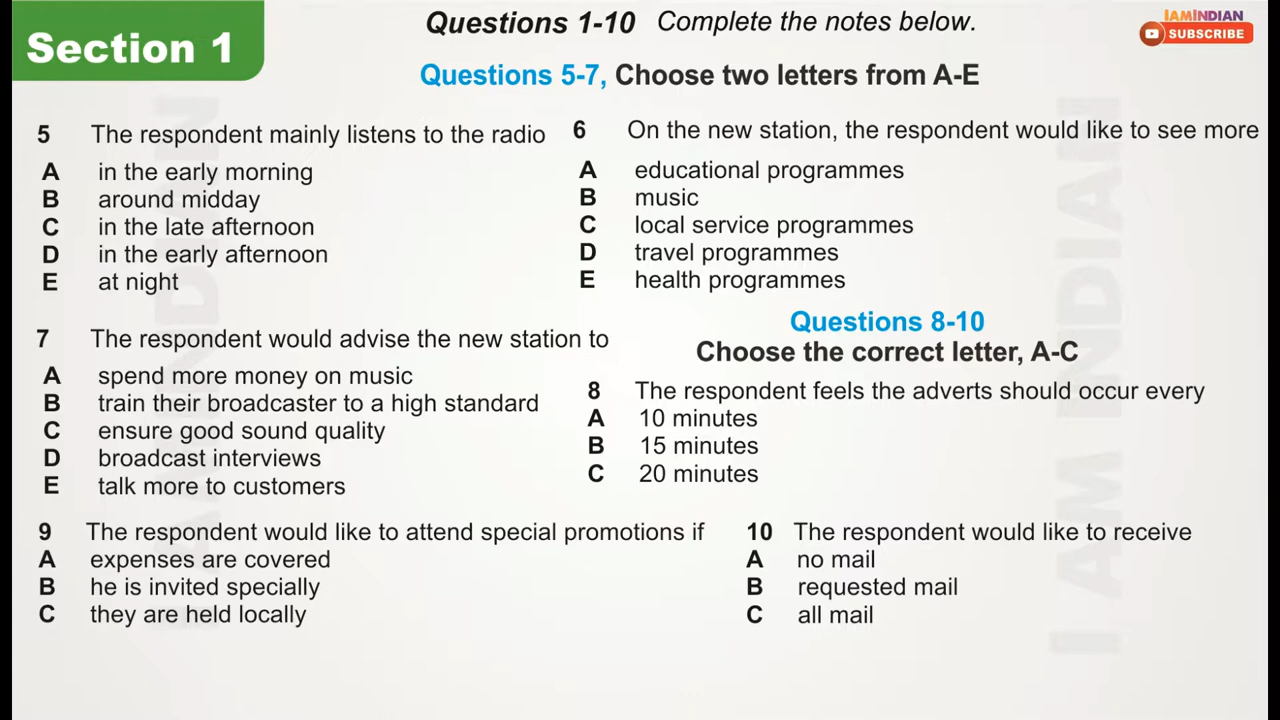 Section 1
Questions 1-10 Complete the notes below.
IAMINDIAN
SUBSCRIBE
Questions 5-7, Choose two letters from A-E
5 The respondent mainly listens to the radio
A in the early morning
B around midday
C in the late afternoon
D in the early afternoon
E at night
6 On the new station, the respondent would like to see more
A educational programmes
B music
C local service programmes
D travel programmes
E health programmes
7 The respondent would advise the new station to
A spend more money on music
B train their broadcaster to a high standard
C ensure good sound quality
D broadcast interviews
E talk more to customers
Questions 8-10
Choose the correct letter, A-C
8 The respondent feels the adverts should occur every
A 10 minutes
B 15 minutes
C 20 minutes
9 The respondent would like to attend special promotions if
A expenses are covered
B he is invited specially
C they are held locally
10 The respondent would like to receive
A no mail
B requested mail
C all mail
I AM INDIAN
I AM INDIAN